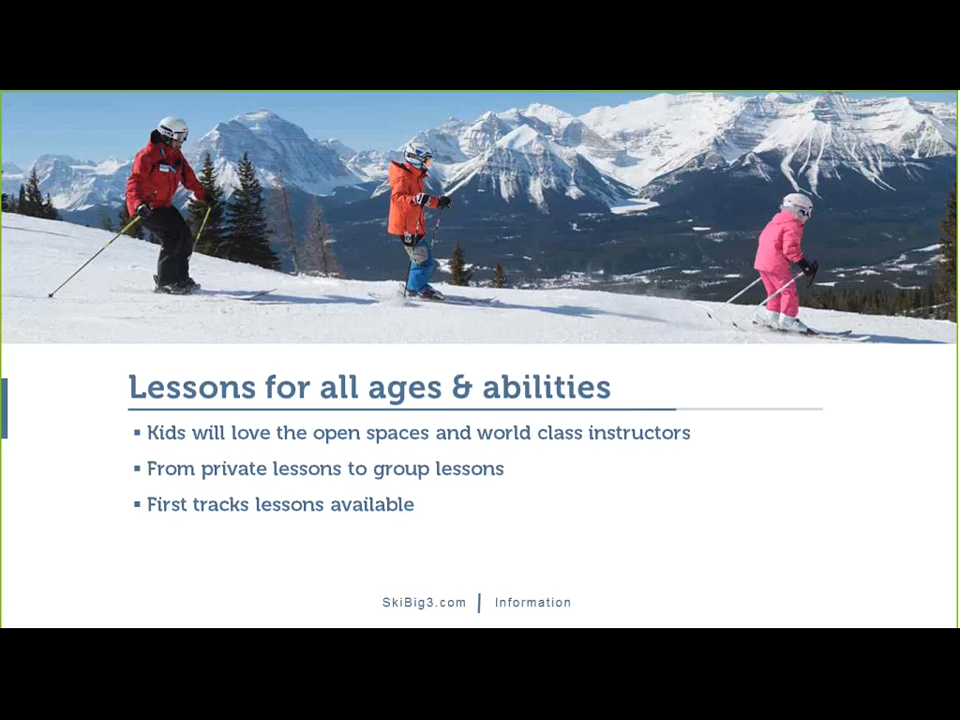 Lessons for all ages & abilities
▪ Kids will love the open spaces and world class instructors
▪ From private lessons to group lessons
▪ First tracks lessons available
SkiBig3.com | Information